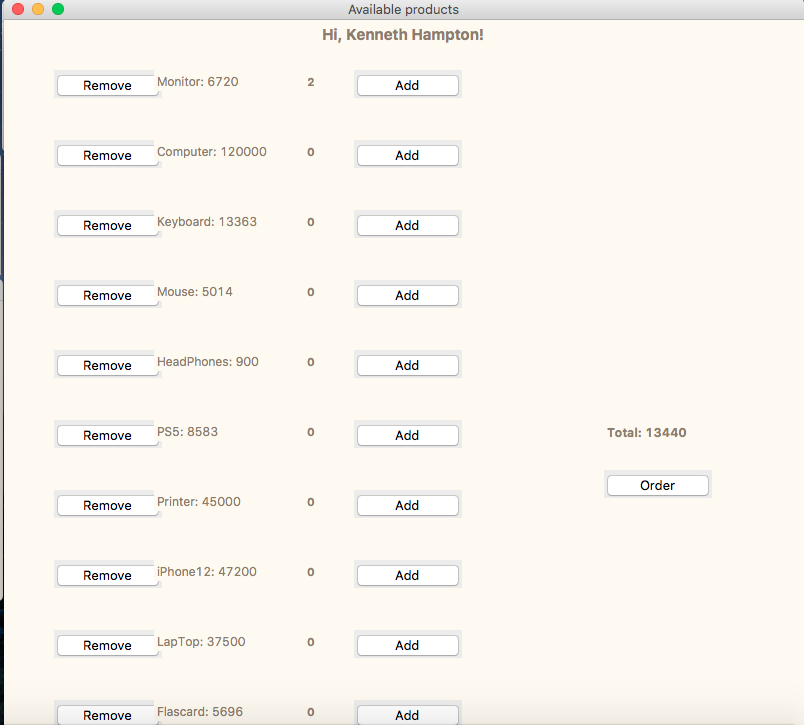 Available products
Hi, Kenneth Hampton!
Remove Monitor: 6720 2 Add
Remove Computer: 120000 0 Add
Remove Keyboard: 13363 0 Add
Remove Mouse: 5014 0 Add
Remove HeadPhones: 900 0 Add
Remove PS5: 8583 0 Add
Total: 13440
Order
Remove Printer: 45000 0 Add
Remove iPhone12: 47200 0 Add
Remove LapTop: 37500 0 Add
Remove Flascard: 5696 0 Add